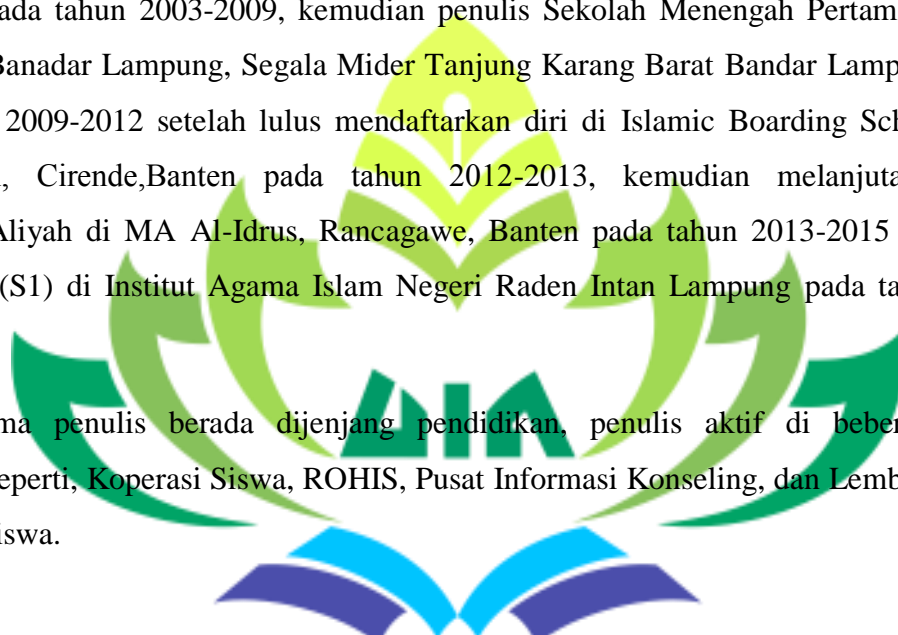 ada tahun 2003-2009, kemudian penulis Sekolah Menengah Pertam
Banadar Lampung, Segala Mider Tanjung Karang Barat Bandar Lamp
2009-2012 setelah lulus mendaftarkan diri di Islamic Boarding Sch
Cirende,Banten pada tahun 2012-2013, kemudian melanjuta
Aliyah di MA Al-Idrus, Rancagawe, Banten pada tahun 2013-2015
(S1) di Institut Agama Islam Negeri Raden Intan Lampung pada ta
ma penulis berada dijenjang pendidikan, penulis aktif di beber
eperti, Koperasi Siswa, ROHIS, Pusat Informasi Konseling, dan Lemb
iswa.